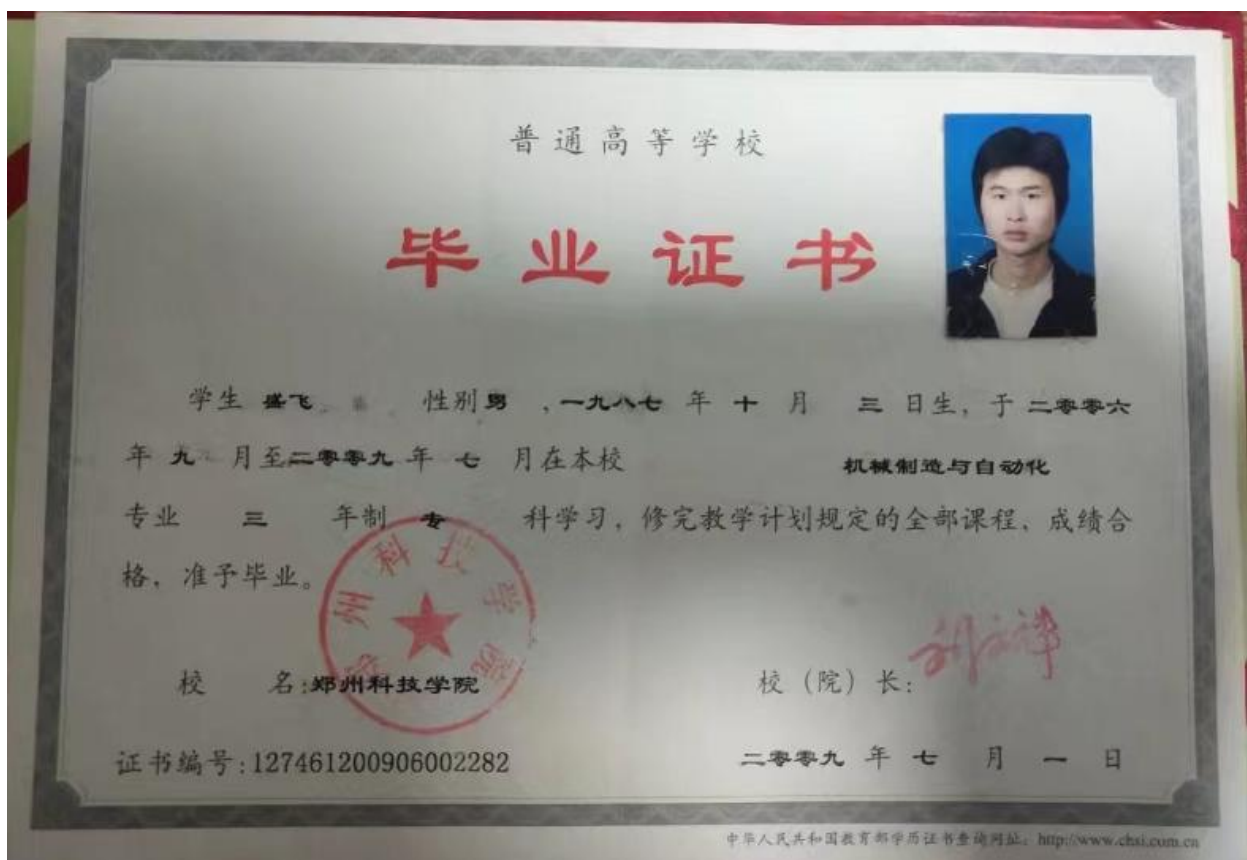 普通高等学校
毕业证书
学生 盛飞 性别男 ,一九八七 年 十 月 三 日生, 于 二零零六
年 九 月至二零零九 年 七 月在本校 机械制造与自动化
专业 三 年制 专 科学习, 修完教学计划规定的全部课程, 成绩合
格, 准予毕业。
郑州科技学院
校 名:郑州科技学院 校 (院) 长:
证书编号:127461200906002282 二零零九 年 七 月 一 日
中华人民共和国教育部学历证书查询网址: http://www.chsi.com.cn